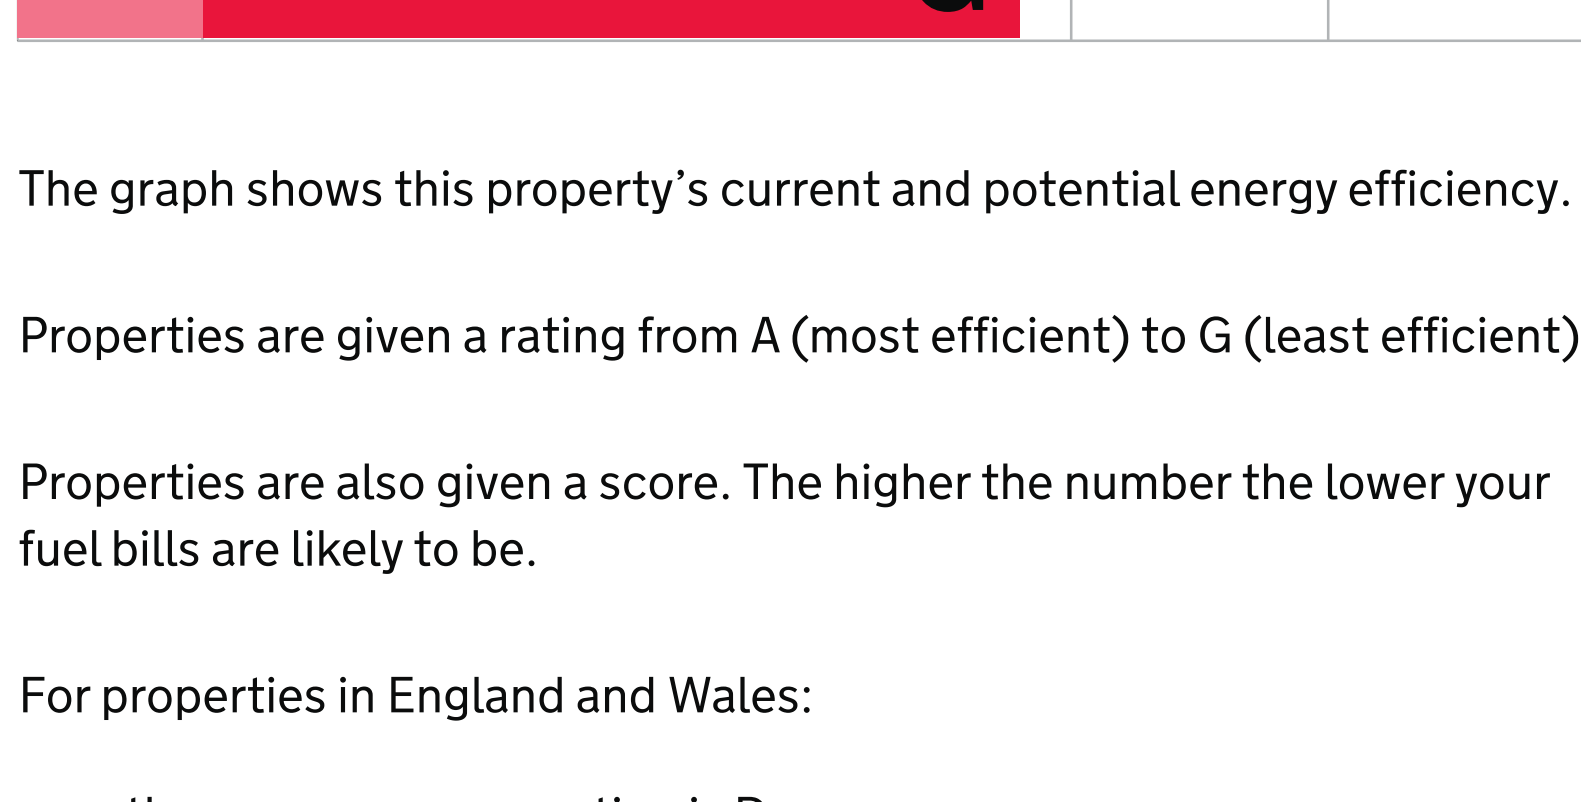 The graph shows this property’s current and potential energy efficiency.
Properties are given a rating from A (most efficient) to G (least efficient)
Properties are also given a score. The higher the number the lower your
fuel bills are likely to be.
For properties in England and Wales: